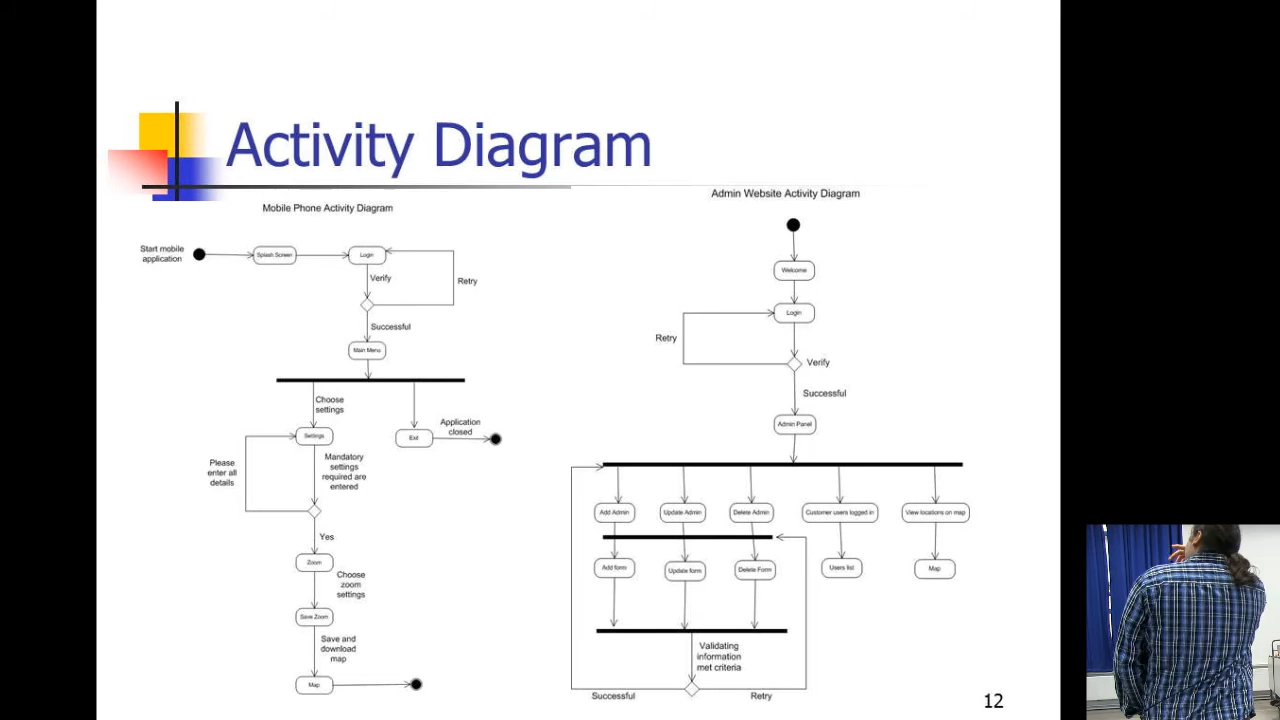 Activity Diagram
Mobile Phone Activity Diagram
Start mobile
application
Splash Screen
Login
Verify
Retry
Successful
Main Menu
Choose
settings
Settings
Exit
Application
closed
Please
enter all
details
Mandatory
settings
required are
entered
Yes
Zoom
Choose
zoom
settings
Save Zoom
Save and
download
map
Map
Admin Website Activity Diagram
Welcome
Login
Retry
Verify
Successful
Admin Panel
Add Admin
Update Admin
Delete Admin
Customer users logged in
View locations on map
Add form
Update form
Delete Form
Users list
Map
Validating
information
met criteria
Successful
Retry
12